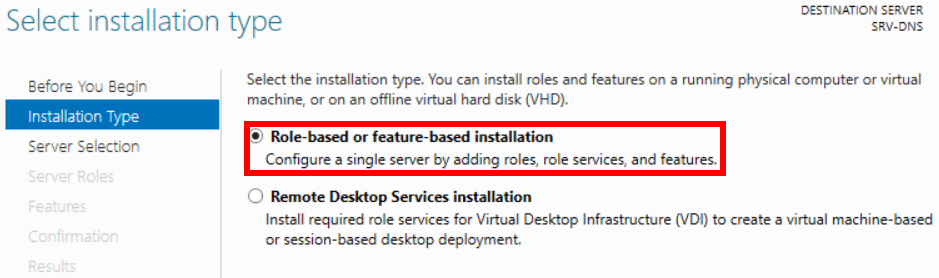 Select installation type
DESTINATION SERVER
SRV-DNS
Before You Begin
Installation Type
Server Selection
Server Roles
Features
Confirmation
Results
Select the installation type. You can install roles and features on a running physical computer or virtual
machine, or on an offline virtual hard disk (VHD).
Role-based or feature-based installation
Configure a single server by adding roles, role services, and features.
Remote Desktop Services installation
Install required role services for Virtual Desktop Infrastructure (VDI) to create a virtual machine-based
or session-based desktop deployment.